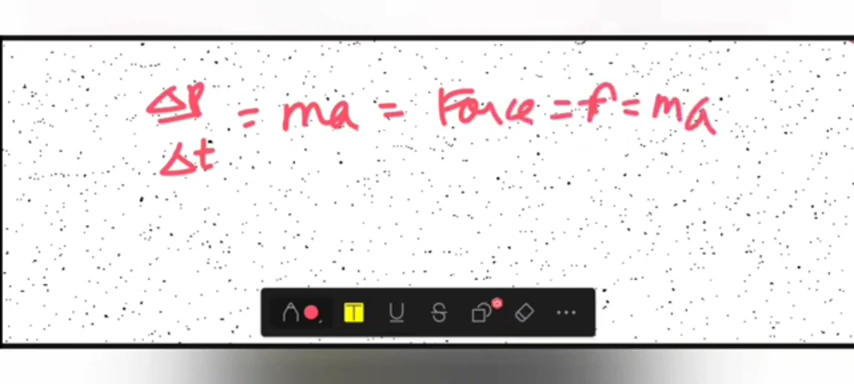 ΔP/Δt = ma = Force = f = ma